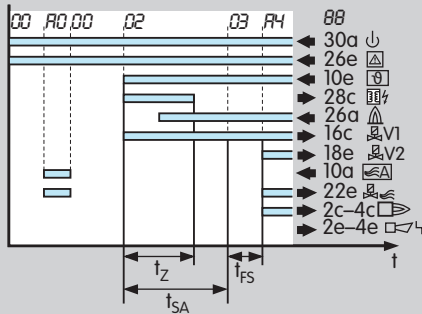 00 A0 00 02 03 A4 88
30a
26e
10e ϑ
28c
26a
16c V1
18e V2
10a A
22e
2c–4c
2e–4e
t
tZ tFS
tSA